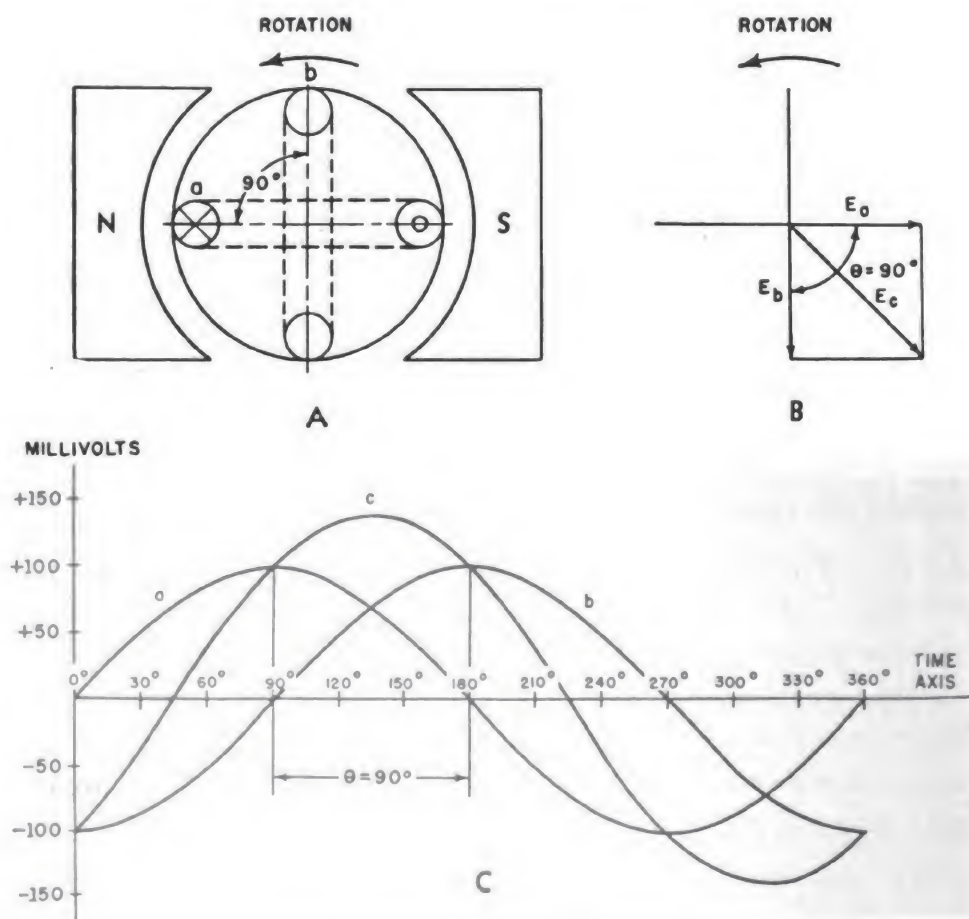 ROTATION
b
a
90°
N
S
A
ROTATION
Ea
θ = 90°
Eb
Ec
B
MILLIVOLTS
+150
+100
+50
0°
-50
-100
-150
a
c
b
30°
60°
90°
120°
150°
180°
210°
240°
270°
300°
330°
360°
TIME
AXIS
θ = 90°
C